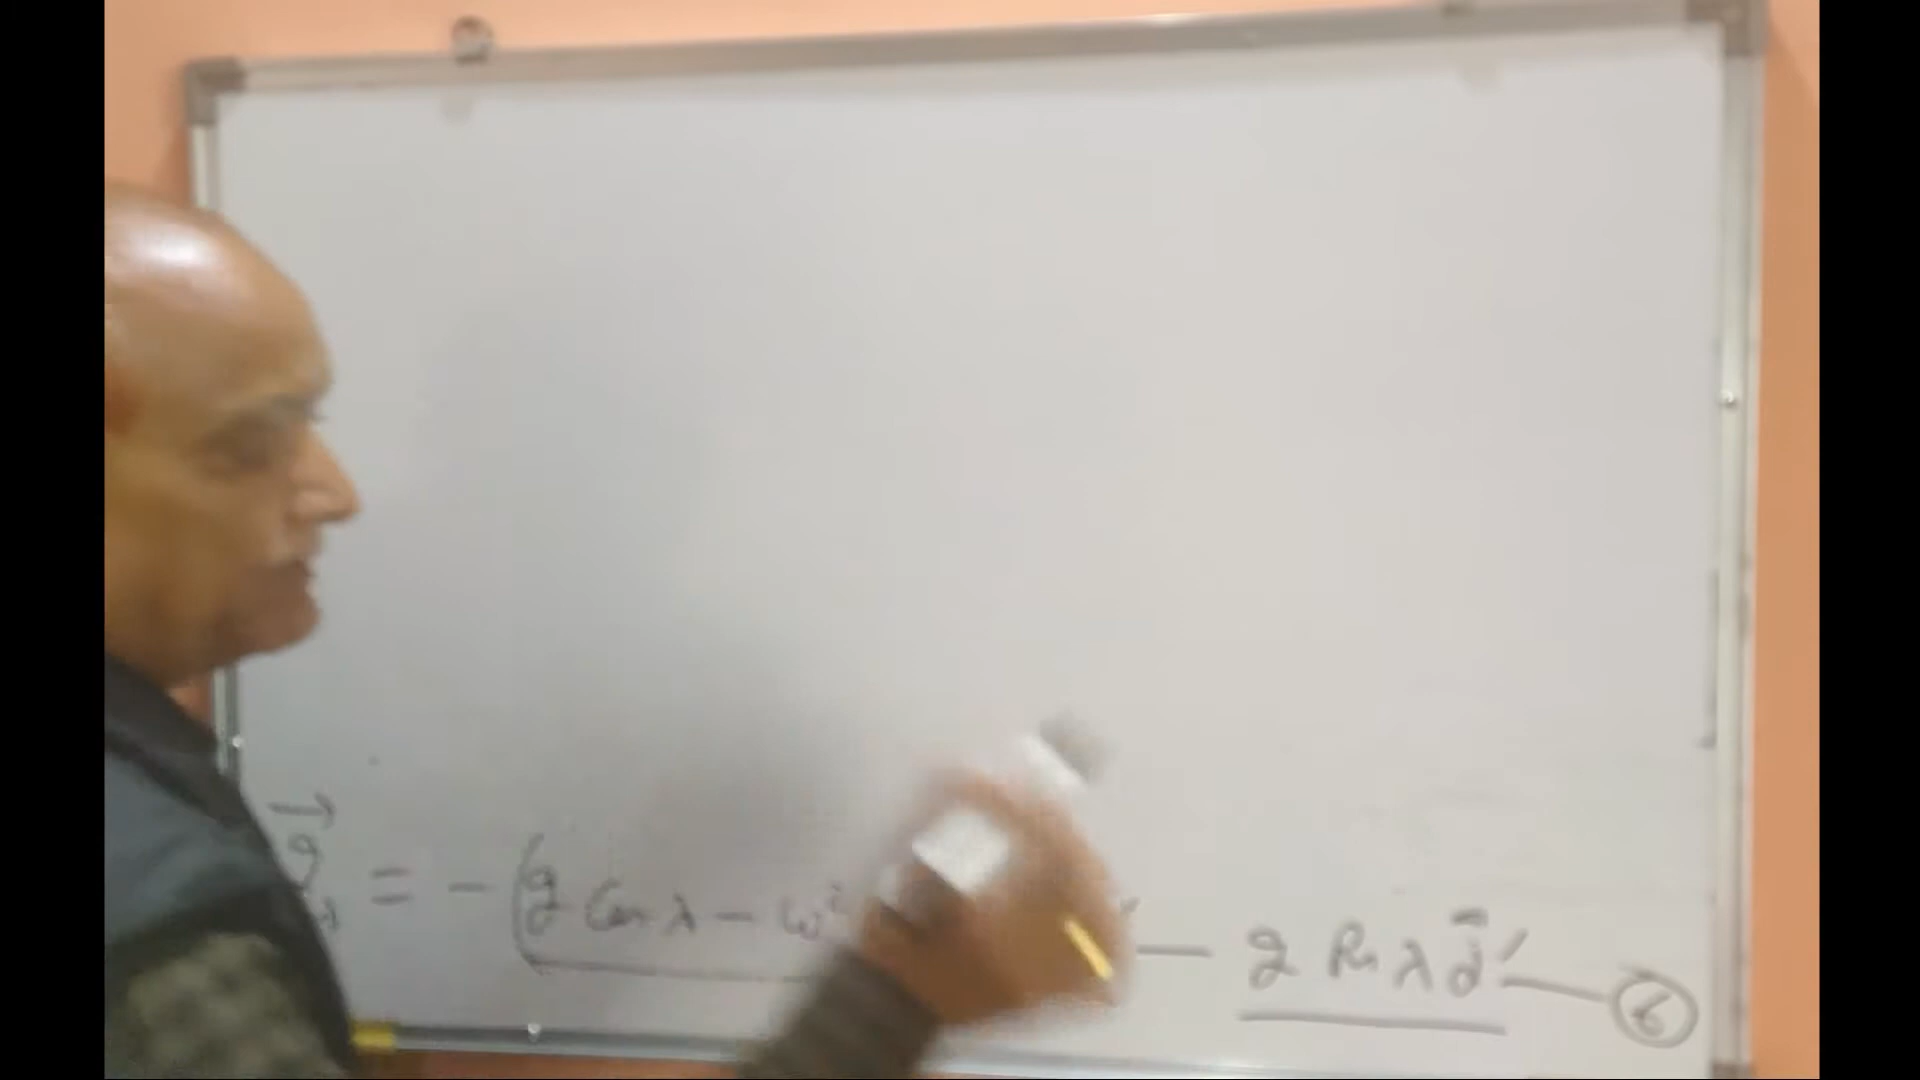 g⃗λ = - (g Cos λ - ω² - g Sin λ j⃗′ — ⑥